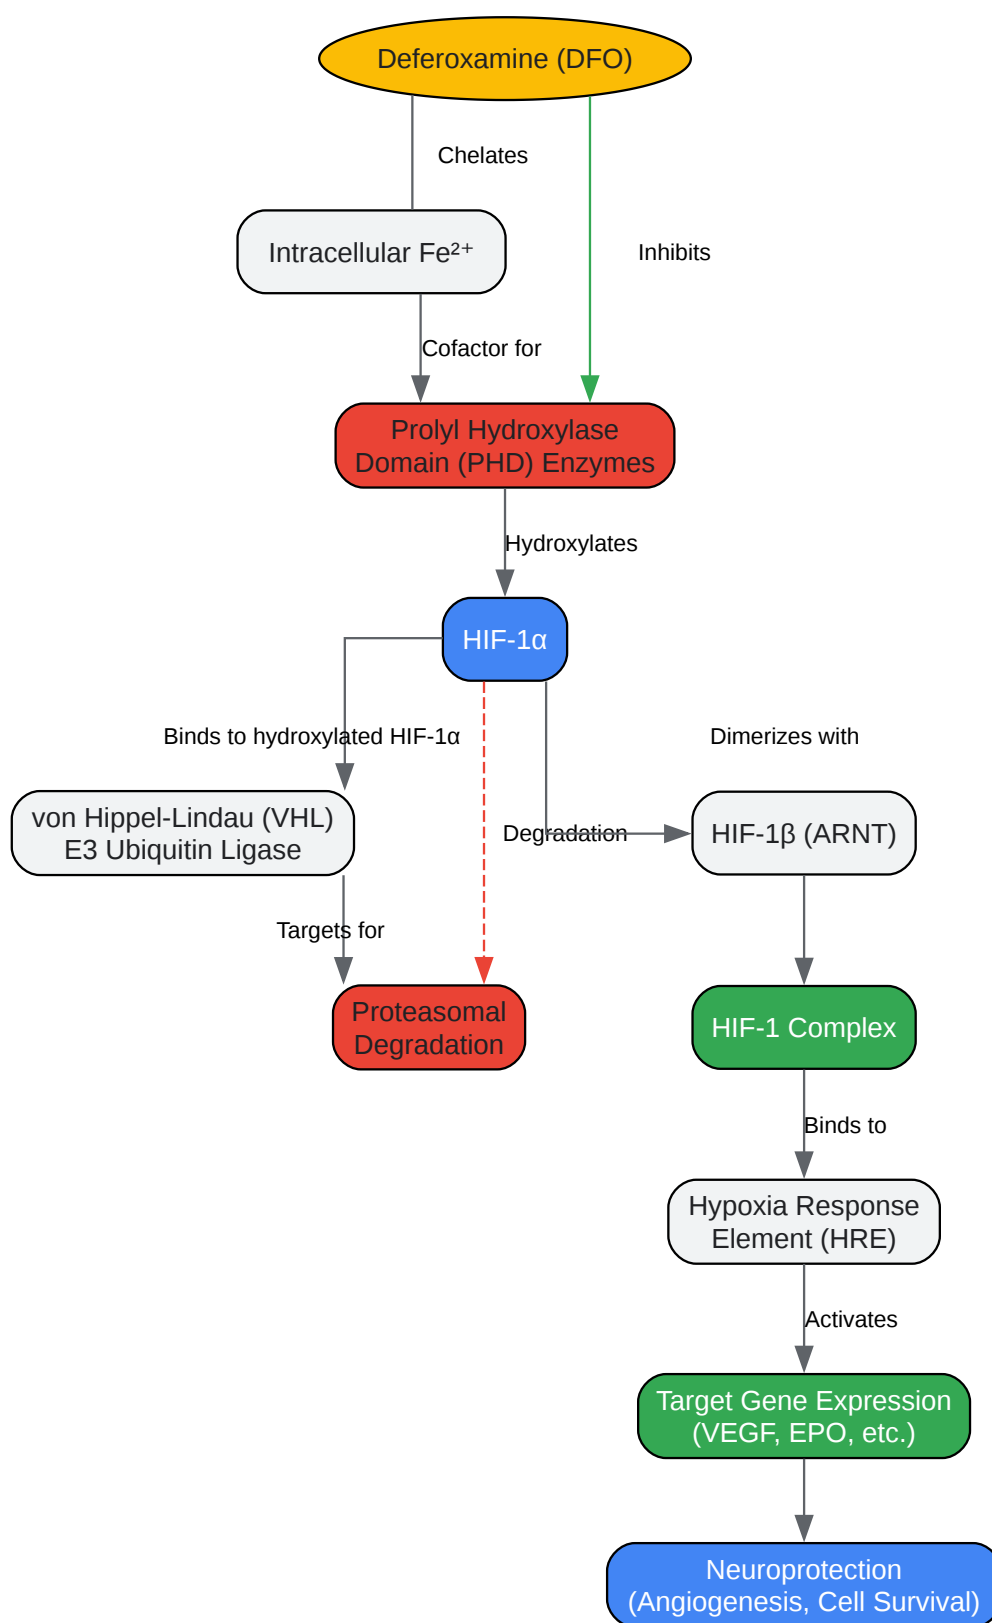 Deferoxamine (DFO)
Chelates
Intracellular Fe²⁺
Inhibits
Cofactor for
Prolyl Hydroxylase
Domain (PHD) Enzymes
Hydroxylates
HIF-1α
Binds to hydroxylated HIF-1α
Dimerizes with
von Hippel-Lindau (VHL)
E3 Ubiquitin Ligase
Degradation
HIF-1β (ARNT)
Targets for
Proteasomal
Degradation
HIF-1 Complex
Binds to
Hypoxia Response
Element (HRE)
Activates
Target Gene Expression
(VEGF, EPO, etc.)
Neuroprotection
(Angiogenesis, Cell Survival)